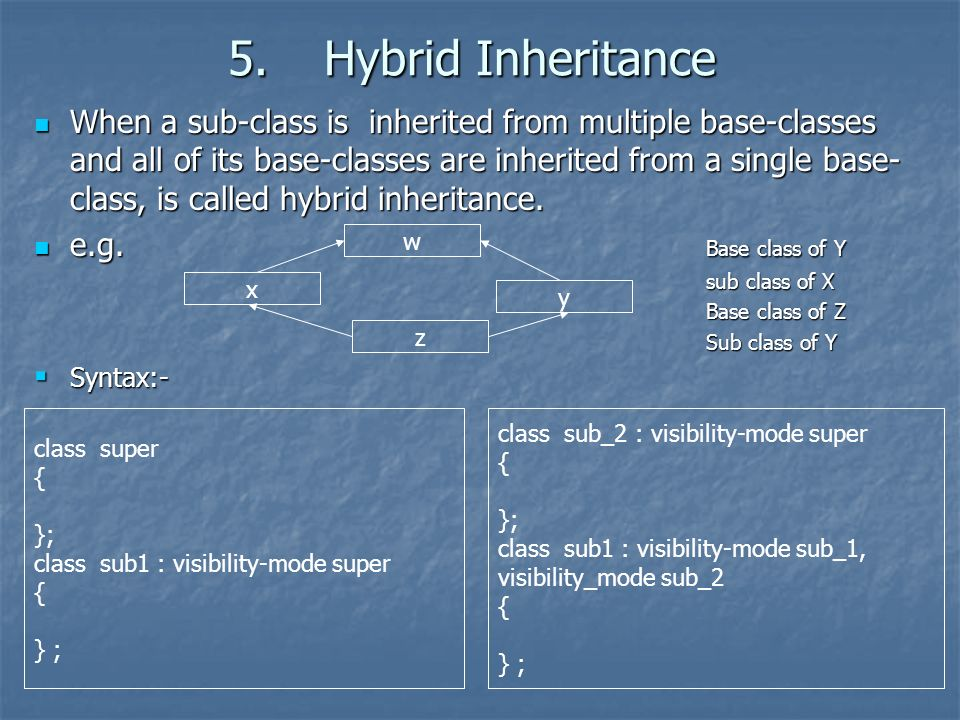 5. Hybrid Inheritance
When a sub-class is inherited from multiple base-classes
and all of its base-classes are inherited from a single base-
class, is called hybrid inheritance.
e.g.
w
x
y
z
Base class of Y
sub class of X
Base class of Z
Sub class of Y
Syntax:-
class super
{
};
class sub1 : visibility-mode super
{
} ;
class sub_2 : visibility-mode super
{
};
class sub1 : visibility-mode sub_1,
visibility_mode sub_2
{
} ;